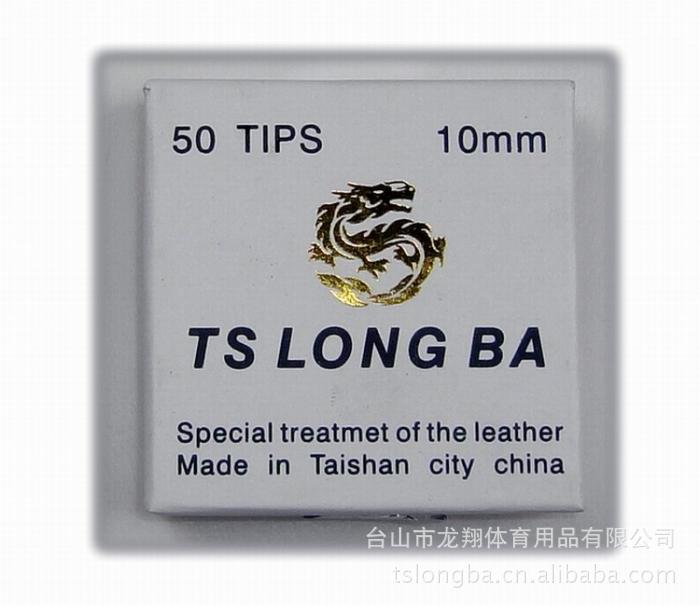 50 TIPS 10mm
TS LONG BA
Special treatmet of the leather
Made in Taishan city china
台山市龙翔体育用品有限公司
tslongba.cn.alibaba.com